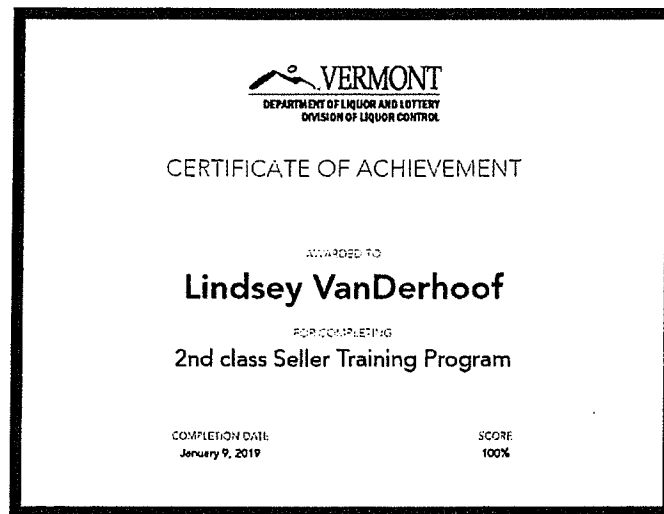 VERMONT
DEPARTMENT OF LIQUOR AND LOTTERY
DIVISION OF LIQUOR CONTROL
CERTIFICATE OF ACHIEVEMENT
AWARDED TO
Lindsey VanDerhoof
FOR COMPLETING
2nd class Seller Training Program
COMPLETION DATE
SCORE
January 9, 2019
100%